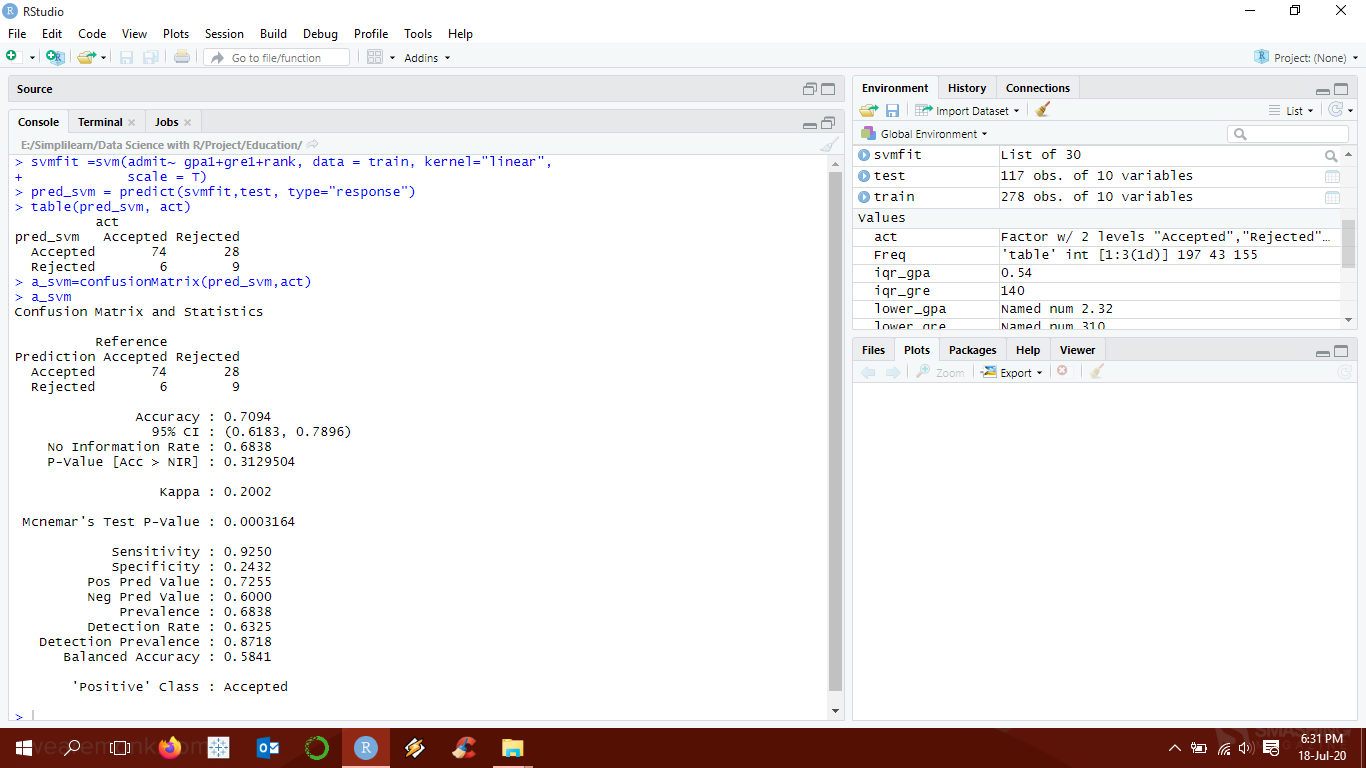 RStudio
File Edit Code View Plots Session Build Debug Profile Tools Help
Go to file/function
Addins
Project: (None)
Source
Console Terminal Jobs
E:/Simplilearn/Data Science with R/Project/Education/
> svmfit =svm(admit~ gpa1+gre1+rank, data = train, kernel="linear",
+             scale = T)
> pred_svm = predict(svmfit,test, type="response")
> table(pred_svm, act)
          act
pred_svm   Accepted Rejected
  Accepted       74       28
  Rejected        6        9
> a_svm=confusionMatrix(pred_svm,act)
> a_svm
Confusion Matrix and Statistics
          Reference
Prediction Accepted Rejected
  Accepted       74       28
  Rejected        6        9
Accuracy : 0.7094
95% CI : (0.6183, 0.7896)
No Information Rate : 0.6838
P-Value [Acc > NIR] : 0.3129504
Kappa : 0.2002
Mcnemar's Test P-Value : 0.0003164
Sensitivity : 0.9250
Specificity : 0.2432
Pos Pred Value : 0.7255
Neg Pred Value : 0.6000
Prevalence : 0.6838
Detection Rate : 0.6325
Detection Prevalence : 0.8718
Balanced Accuracy : 0.5841
'Positive' Class : Accepted
>
Environment History Connections
Import Dataset
List
Global Environment
svmfit List of 30
test 117 obs. of 10 variables
train 278 obs. of 10 variables
Values
act Factor w/ 2 levels "Accepted","Rejected"…
Freq 'table' int [1:3(1d)] 197 43 155
iqr_gpa 0.54
iqr_gre 140
lower_gpa Named num 2.32
lower_gre Named num 310
Files Plots Packages Help Viewer
Zoom Export
6:31 PM
18-Jul-20